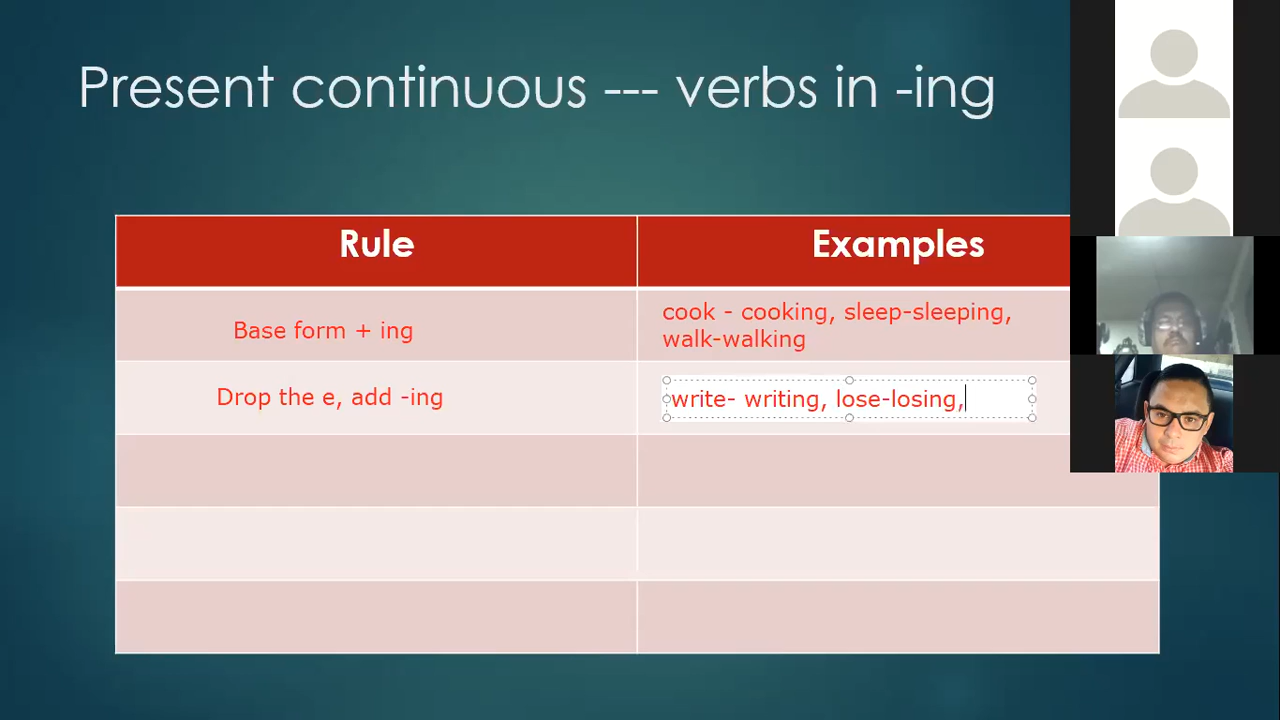 Present continuous --- verbs in -ing
Rule
Examples
Base form + ing
cook - cooking, sleep-sleeping,
walk-walking
Drop the e, add -ing
write- writing, lose-losing,